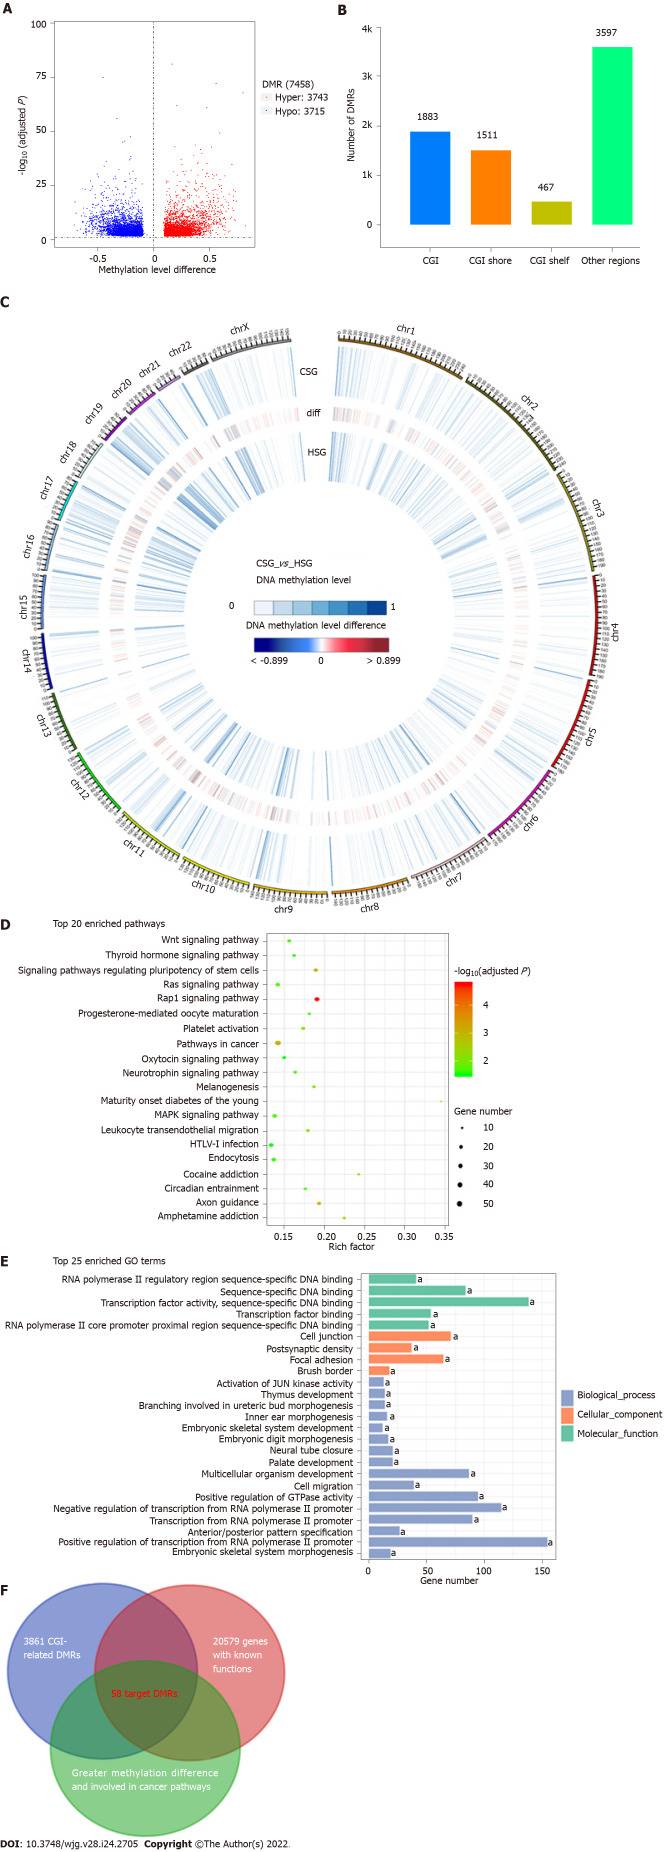 A
100
75
50
25
0
-log10 (adjusted P)
-0.5
0
0.5
Methylation level difference
DMR (7458)
Hyper: 3743
Hypo: 3715
B
4k
3k
2k
1k
0
Number of DMRs
1883
1511
467
3597
CGI
CGI shore
CGI shelf
Other regions
C
chr1
chr2
chr3
chr4
chr5
chr6
chr7
chr8
chr9
chr10
chr11
chr12
chr13
chr14
chr15
chr16
chr17
chr18
chr19
chr20
chr21
chr22
chrX
CSG
diff
HSG
CSG_vs_HSG
DNA methylation level
0
1
DNA methylation level difference
< -0.899
0
> 0.899
D
Top 20 enriched pathways
Wnt signaling pathway
Thyroid hormone signaling pathway
Signaling pathways regulating pluripotency of stem cells
Ras signaling pathway
Rap1 signaling pathway
Progesterone-mediated oocyte maturation
Platelet activation
Pathways in cancer
Oxytocin signaling pathway
Neurotrophin signaling pathway
Melanogenesis
Maturity onset diabetes of the young
MAPK signaling pathway
Leukocyte transendothelial migration
HTLV-I infection
Endocytosis
Cocaine addiction
Circadian entrainment
Axon guidance
Amphetamine addiction
0.15
0.20
0.25
0.30
0.35
Rich factor
-log10(adjusted P)
4
3
2
Gene number
10
20
30
40
50
E
Top 25 enriched GO terms
RNA polymerase II regulatory region sequence-specific DNA binding a
Sequence-specific DNA binding a
Transcription factor activity, sequence-specific DNA binding a
Transcription factor binding a
RNA polymerase II core promoter proximal region sequence-specific DNA binding a
Cell junction a
Postsynaptic density a
Focal adhesion a
Brush border a
Activation of JUN kinase activity a
Thymus development a
Branching involved in ureteric bud morphogenesis a
Inner ear morphogenesis a
Embryonic skeletal system development a
Embryonic digit morphogenesis a
Neural tube closure a
Palate development a
Multicellular organism development a
Cell migration a
Positive regulation of GTPase activity a
Negative regulation of transcription from RNA polymerase II promoter a
Transcription from RNA polymerase II promoter a
Anterior/posterior pattern specification a
Positive regulation of transcription from RNA polymerase II promoter a
Embryonic skeletal system morphogenesis a
0
50
100
150
Gene number
Biological_process
Cellular_component
Molecular_function
F
3861 CGI-
related DMRs
20579 genes
with known
functions
58 target DMRs
Greater methylation difference
and involved in cancer pathways
DOI: 10.3748/wjg.v28.i24.2705 Copyright ©The Author(s) 2022.